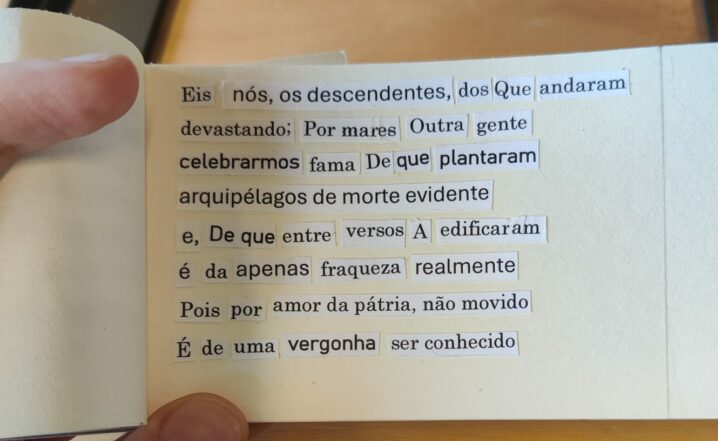 Eis nós, os descendentes, dos Que andaram
devastando; Por mares Outra gente
celebrarmos fama De que plantaram
arquipélagos de morte evidente
e, De que entre versos A edificaram
é da apenas fraqueza realmente
Pois por amor da pátria, não movido
É de uma vergonha ser conhecido